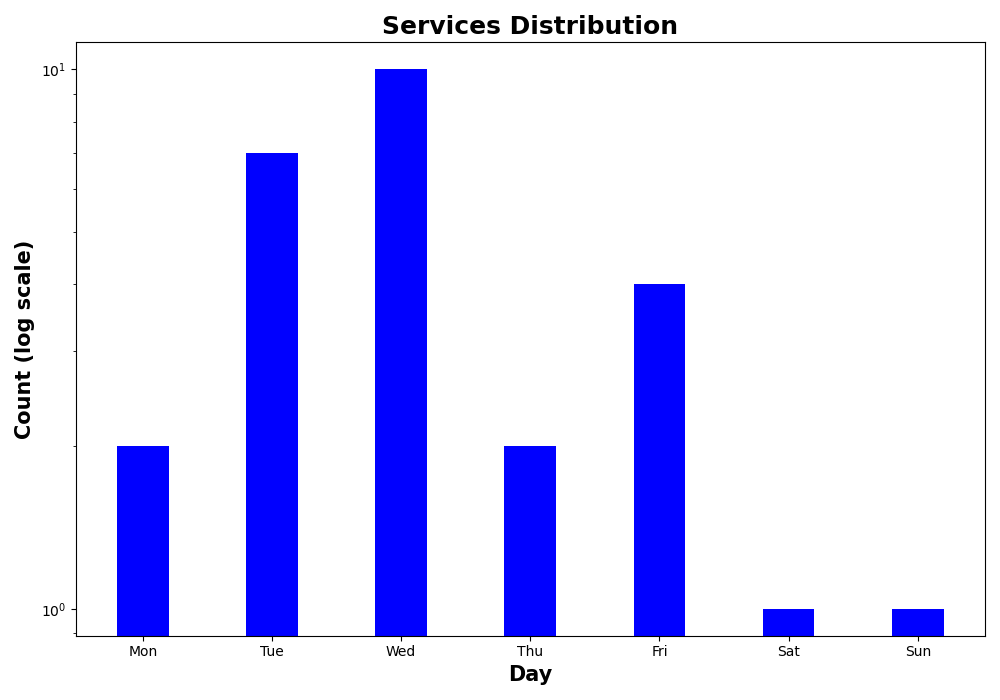 Services Distribution
Count (log scale)
10¹
10⁰
Mon Tue Wed Thu Fri Sat Sun
Day